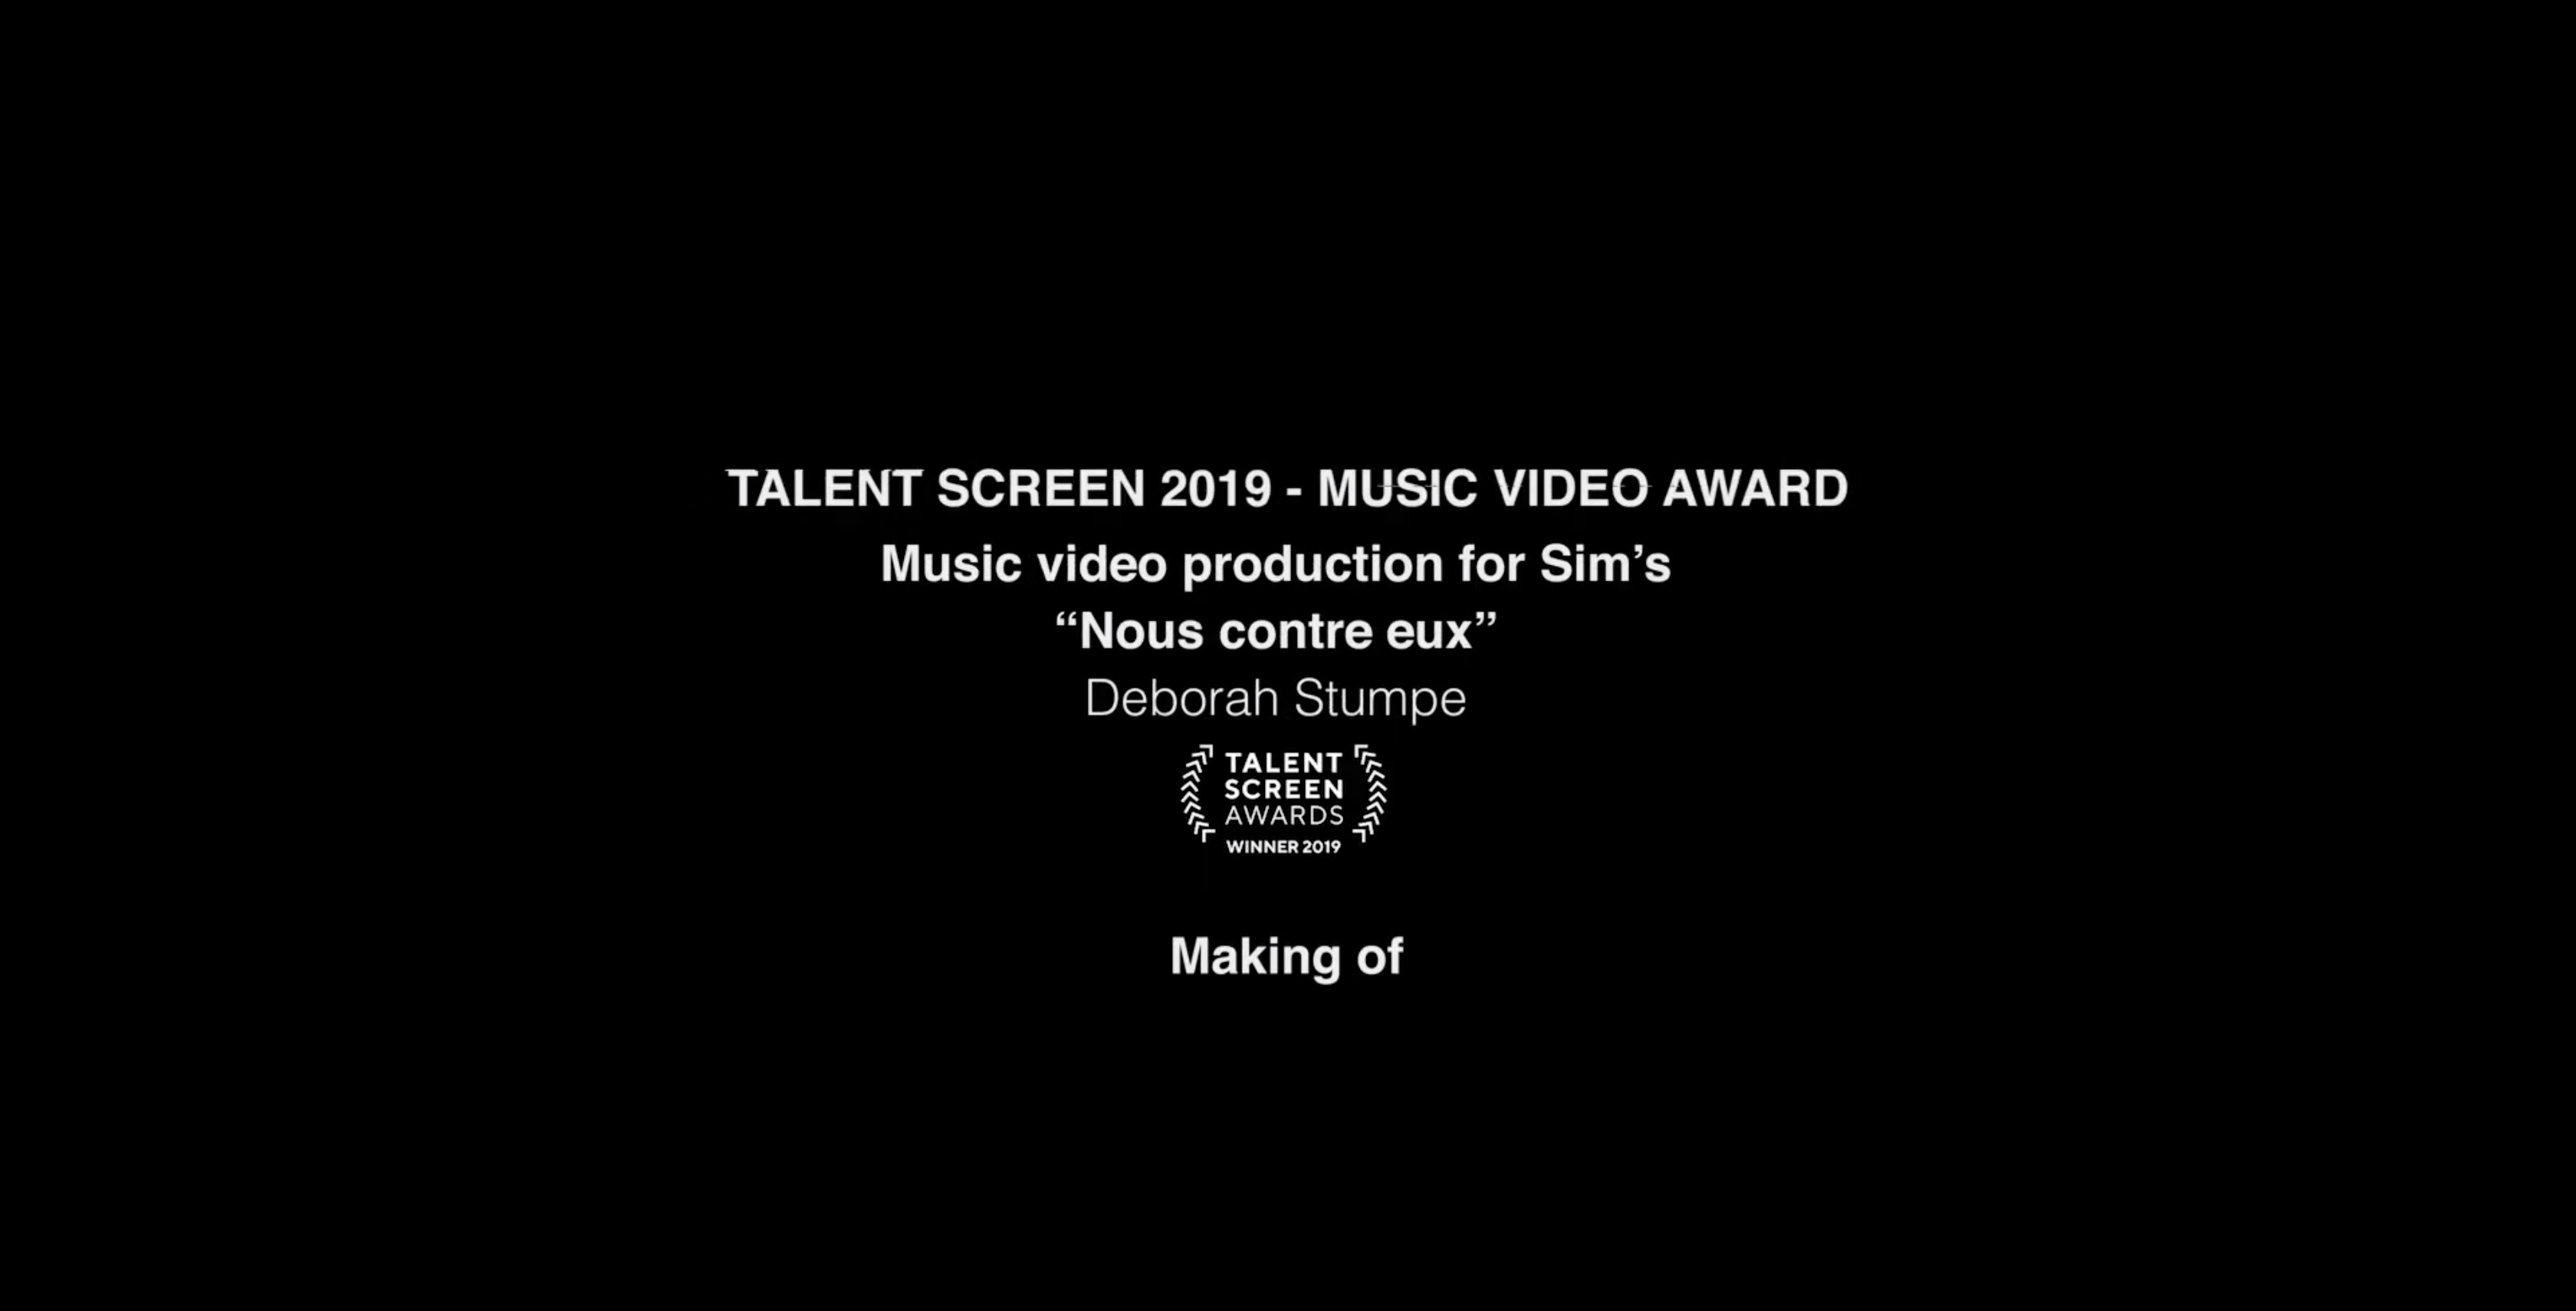 TALENT SCREEN 2019 - MUSIC VIDEO AWARD
Music video production for Sim’s
“Nous contre eux”
Deborah Stumpe
TALENT
SCREEN
AWARDS
WINNER 2019
Making of